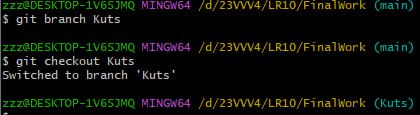 zzz@DESKTOP-1V6SJMQ MINGW64 /d/23VVV4/LR10/FinalWork (main)
$ git branch Kuts
zzz@DESKTOP-1V6SJMQ MINGW64 /d/23VVV4/LR10/FinalWork (main)
$ git checkout Kuts
Switched to branch 'Kuts'
zzz@DESKTOP-1V6SJMQ MINGW64 /d/23VVV4/LR10/FinalWork (Kuts)
$